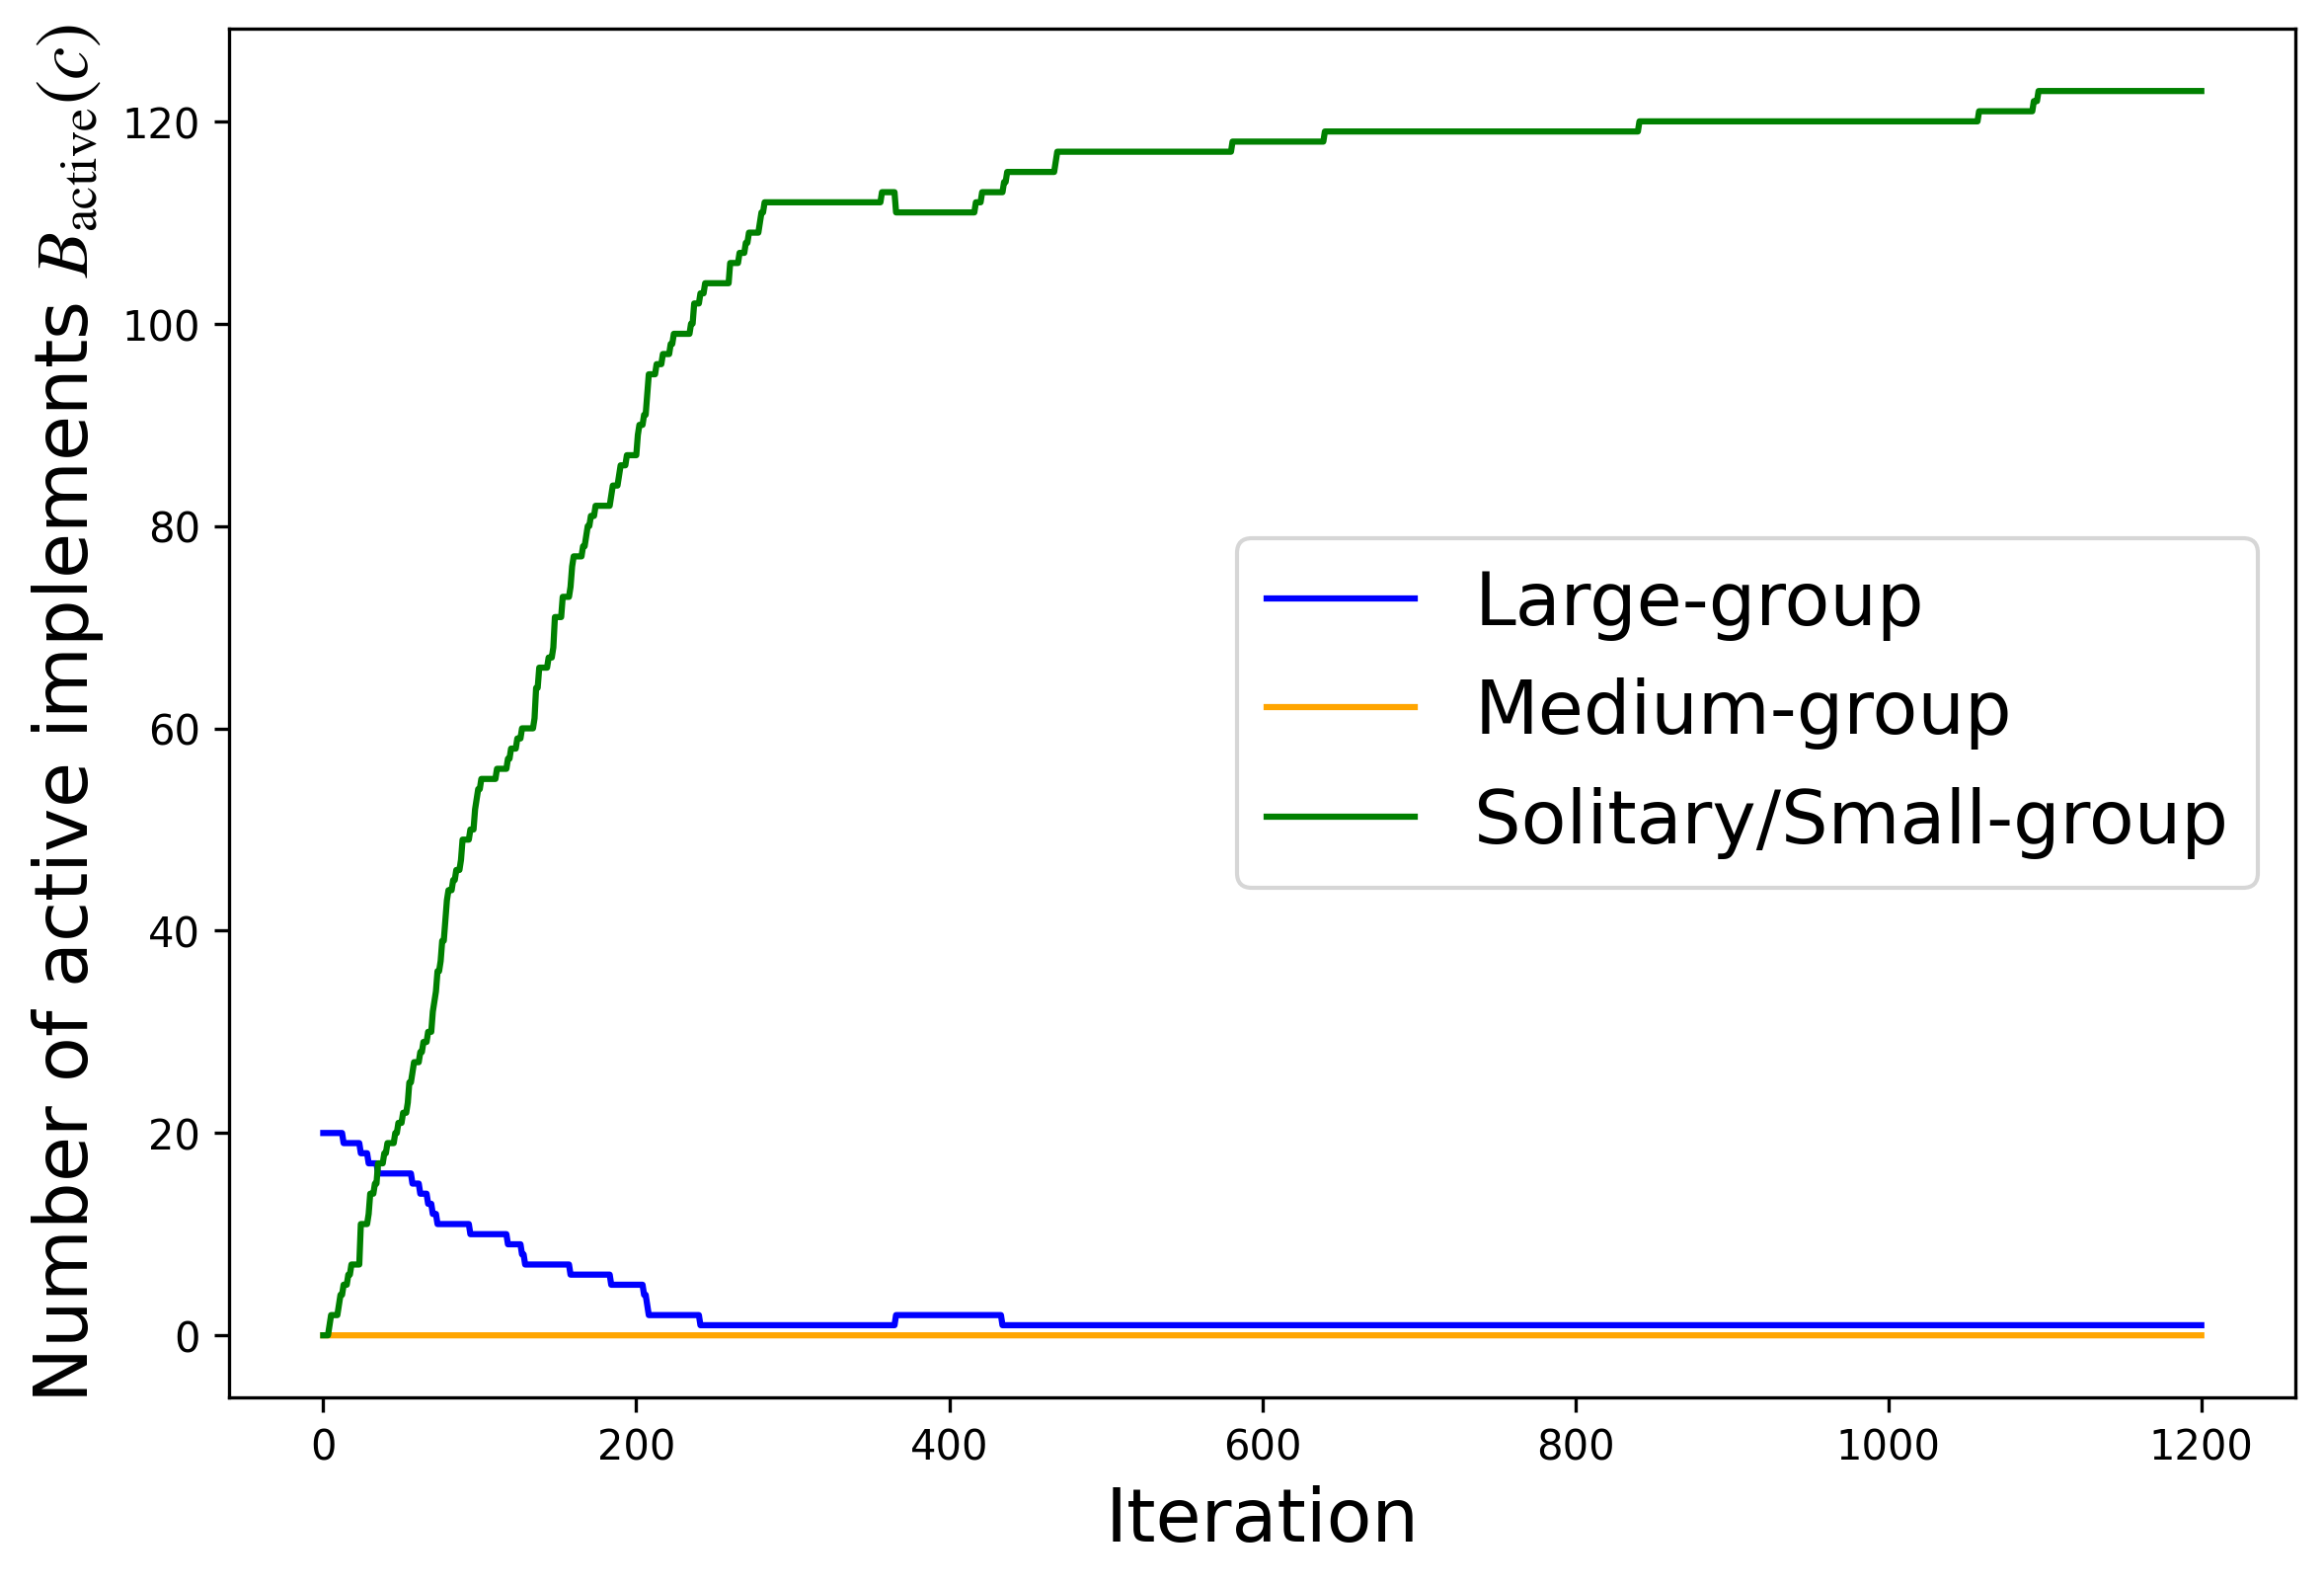 Number of active implements B_active(c)
120
100
80
60
40
20
0
Large-group
Medium-group
Solitary/Small-group
0 200 400 600 800 1000 1200
Iteration